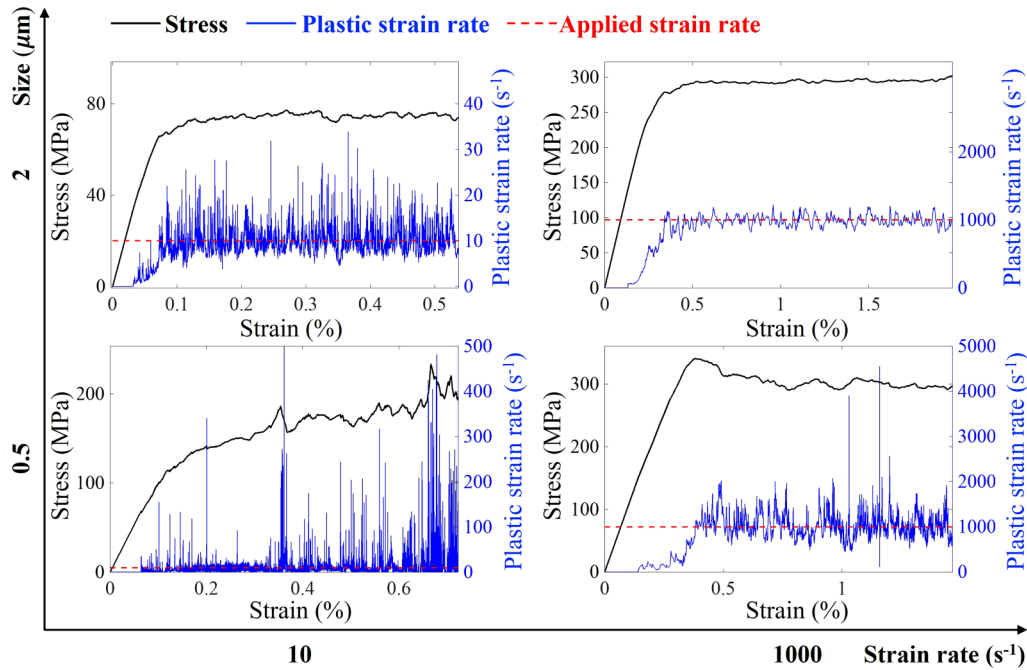 Stress Plastic strain rate Applied strain rate
Size (μm)
2
0.5
80
40
0
Stress (MPa)
0 0.1 0.2 0.3 0.4 0.5
Strain (%)
40
30
20
10
0
Plastic strain rate (s-1)
300
250
200
150
100
50
0
Stress (MPa)
0 0.5 1 1.5
Strain (%)
2000
1000
0
Plastic strain rate (s-1)
200
100
0
Stress (MPa)
0 0.2 0.4 0.6
Strain (%)
500
400
300
200
100
0
Plastic strain rate (s-1)
300
200
100
0
Stress (MPa)
0 0.5 1
Strain (%)
5000
4000
3000
2000
1000
0
Plastic strain rate (s-1)
10 1000 Strain rate (s-1)